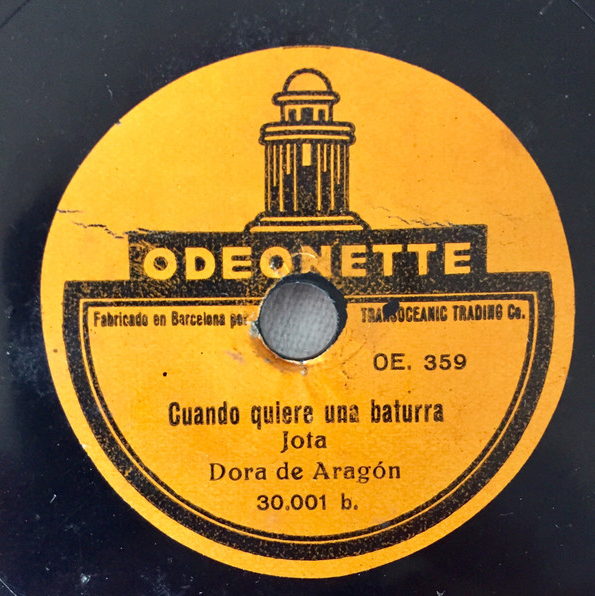 ODEONETTE
Fabricado en Barcelona por TRANSOCEANIC TRADING Co.
OE. 359
Cuando quiere una baturra
Jota
Dora de Aragón
30.001 b.